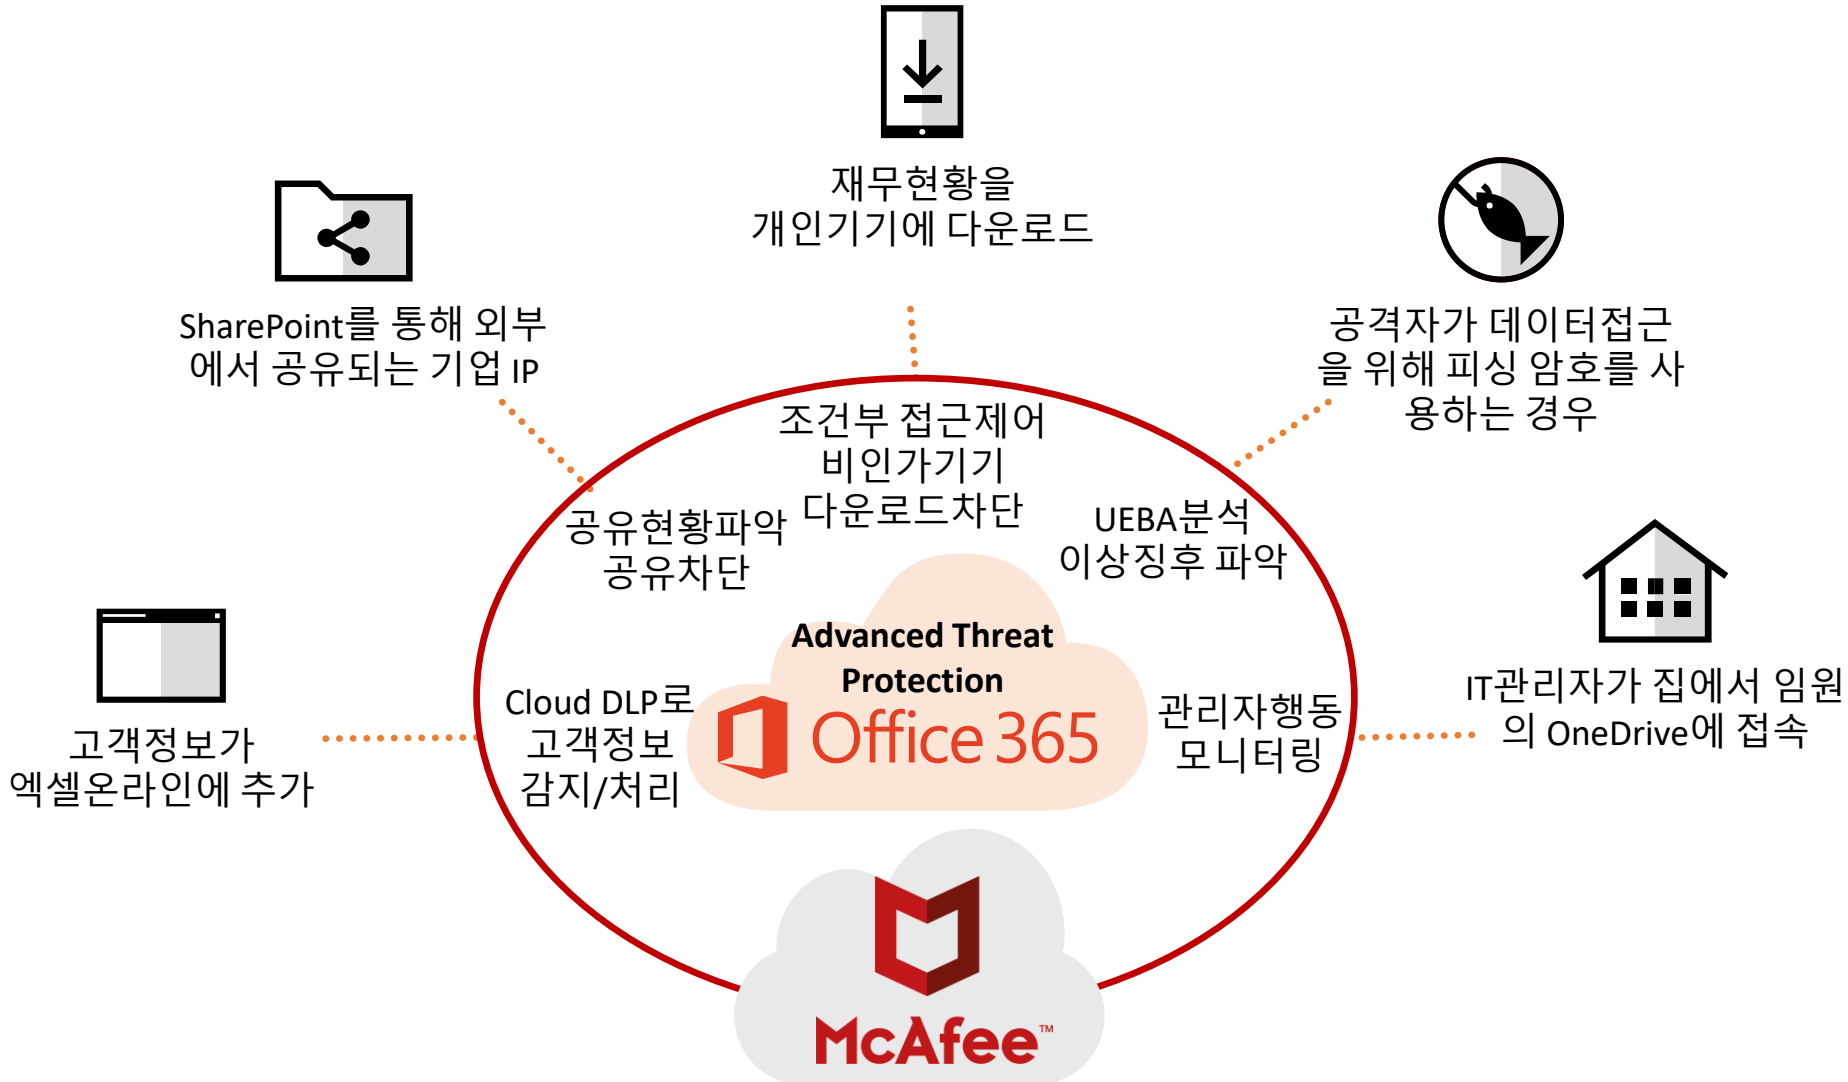 재무현황을
개인기기에 다운로드
SharePoint를 통해 외부
에서 공유되는 기업 IP
공격자가 데이터접근
을 위해 피싱 암호를 사
용하는 경우
조건부 접근제어
비인가기기
다운로드차단
공유현황파악
공유차단
UEBA분석
이상징후 파악
Advanced Threat
Protection
Office 365
Cloud DLP로
고객정보
감지/처리
관리자행동
모니터링
고객정보가
엑셀온라인에 추가
IT관리자가 집에서 임원
의 OneDrive에 접속
McAfee™